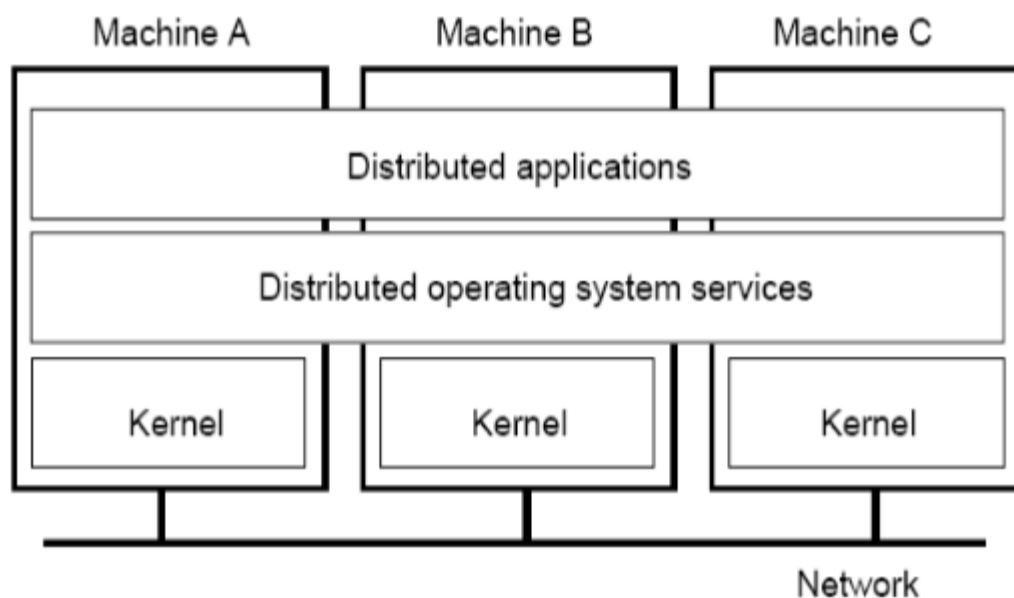 Machine A
Machine B
Machine C
Distributed applications
Distributed operating system services
Kernel
Kernel
Kernel
Network